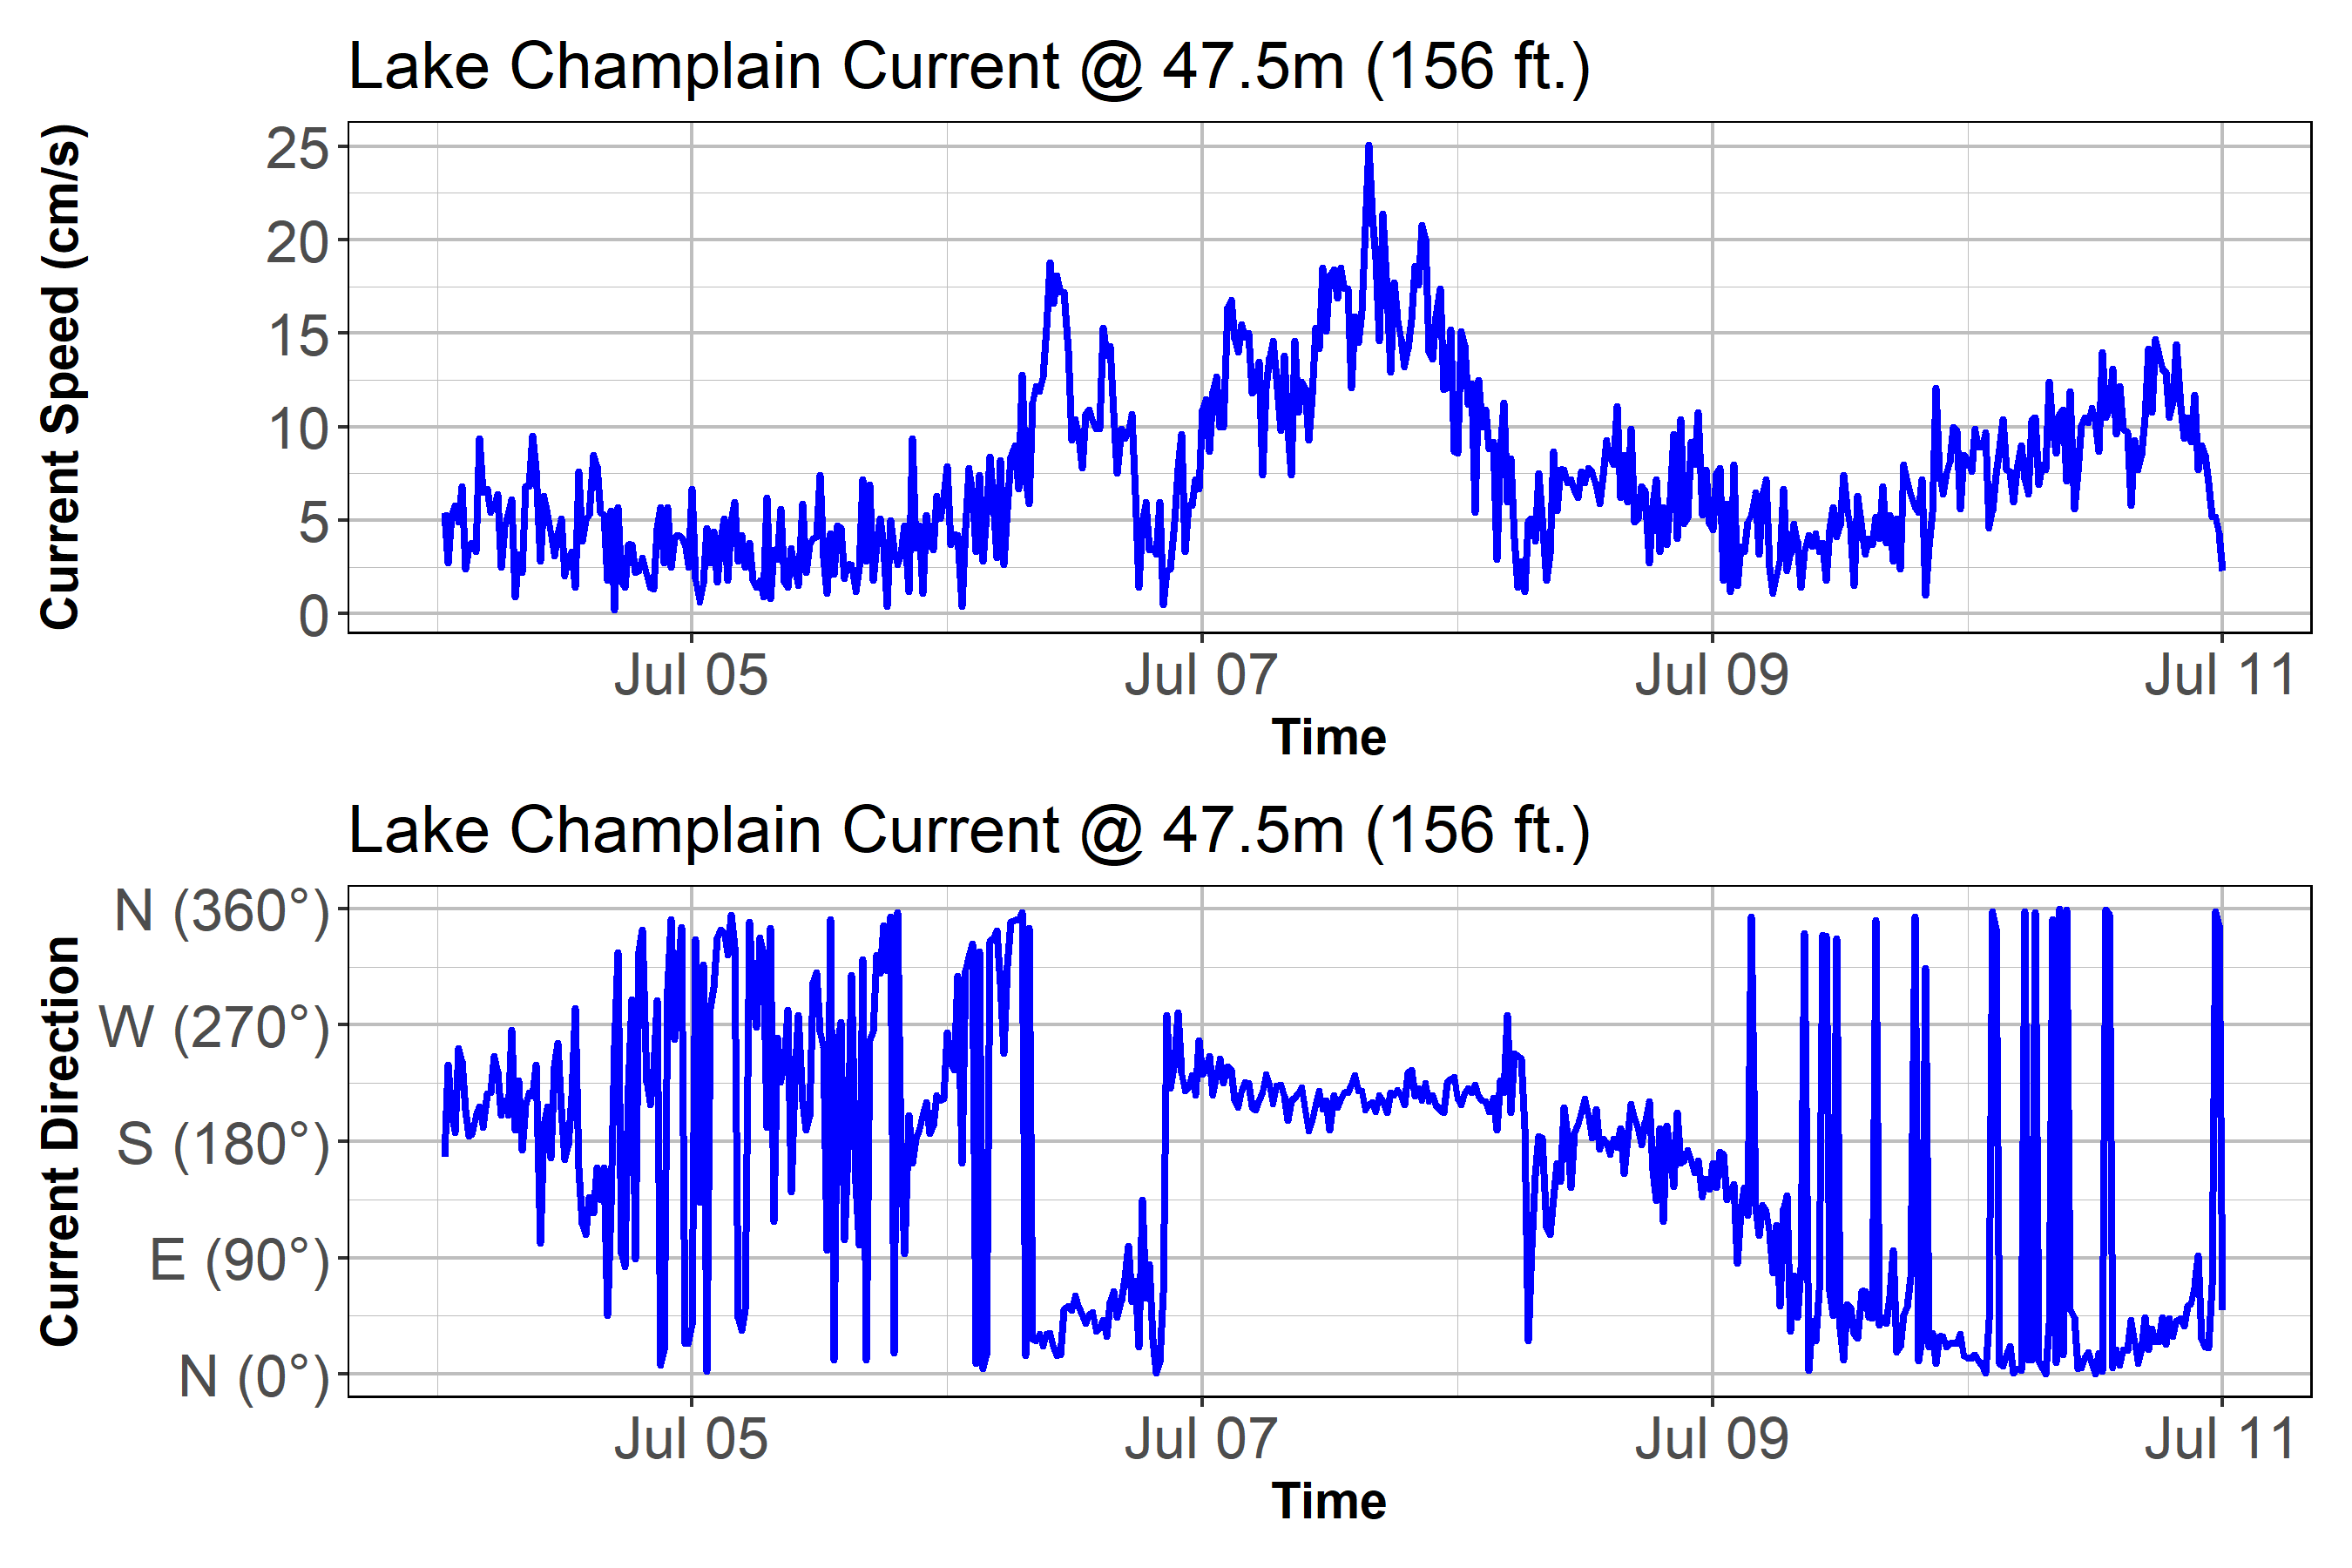 Lake Champlain Current @ 47.5m (156 ft.)
Current Speed (cm/s)
25
20
15
10
5
0
Jul 05 Jul 07 Jul 09 Jul 11
Time
Lake Champlain Current @ 47.5m (156 ft.)
Current Direction
N (360°)
W (270°)
S (180°)
E (90°)
N (0°)
Jul 05 Jul 07 Jul 09 Jul 11
Time